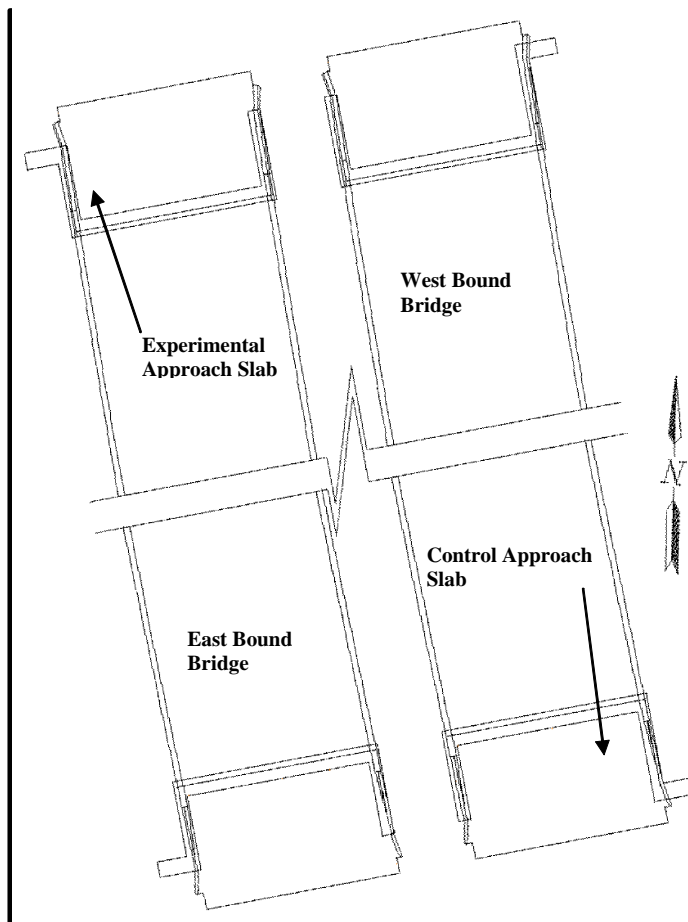 West Bound
Bridge
Experimental
Approach Slab
N
Control Approach
Slab
East Bound
Bridge